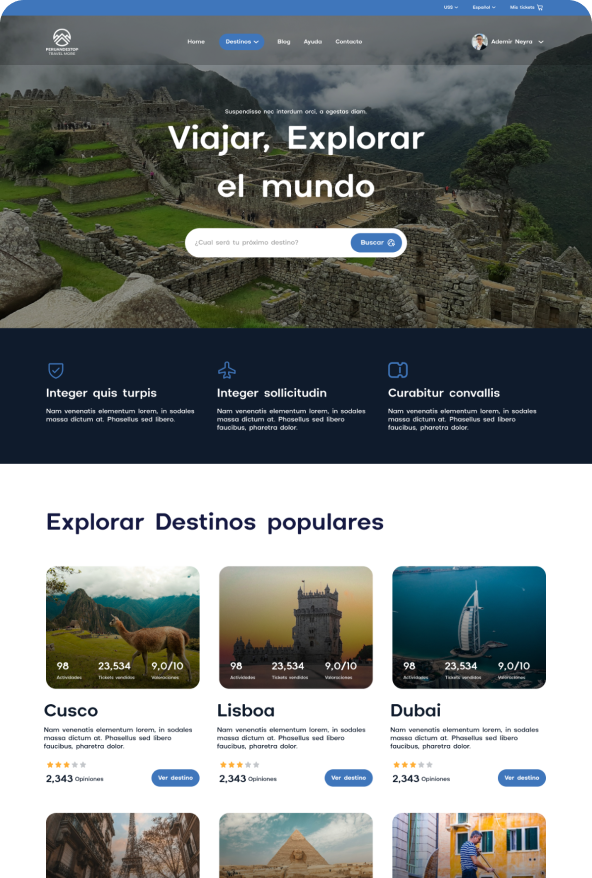 US$ Español Mis tickets
PERUANDESTOP
TRAVEL MORE
Home Destinos Blog Ayuda Contacto Ademir Neyra
Suspendisse nec interdum orci, a egestas diam.
Viajar, Explorar
el mundo
¿Cual será tu próximo destino? Buscar
Integer quis turpis
Nam venenatis elementum lorem, in sodales
massa dictum at. Phasellus sed libero.
Integer sollicitudin
Nam venenatis elementum lorem, in sodales
massa dictum at. Phasellus sed libero
faucibus, pharetra dolor.
Curabitur convallis
Nam venenatis elementum lorem, in sodales
massa dictum at. Phasellus sed libero
faucibus, pharetra dolor.
Explorar Destinos populares
98 23,534 9,0/10
Actividades Tickets vendidos Valoraciones
Cusco
Nam venenatis elementum lorem, in sodales
massa dictum at. Phasellus sed libero
faucibus, pharetra dolor.
2,343 Opiniones Ver destino
98 23,534 9,0/10
Actividades Tickets vendidos Valoraciones
Lisboa
Nam venenatis elementum lorem, in sodales
massa dictum at. Phasellus sed libero
faucibus, pharetra dolor.
2,343 Opiniones Ver destino
98 23,534 9,0/10
Actividades Tickets vendidos Valoraciones
Dubai
Nam venenatis elementum lorem, in sodales
massa dictum at. Phasellus sed libero
faucibus, pharetra dolor.
2,343 Opiniones Ver destino